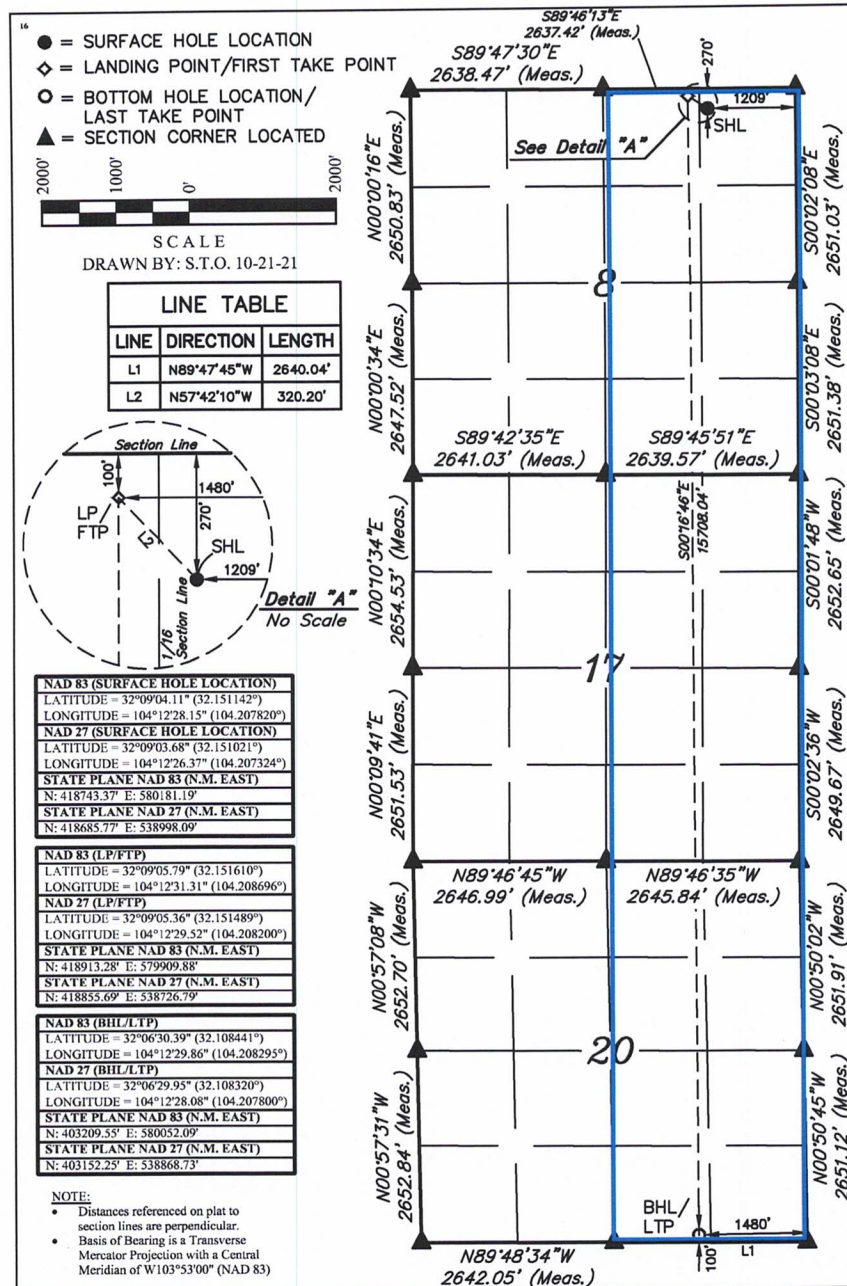 16
● = SURFACE HOLE LOCATION
◇ = LANDING POINT/FIRST TAKE POINT
O = BOTTOM HOLE LOCATION/
LAST TAKE POINT
▲ = SECTION CORNER LOCATED
2000'
1000'
0'
2000'
SCALE
DRAWN BY: S.T.O. 10-21-21
LINE TABLE
LINE DIRECTION LENGTH
L1 N89°47'45"W 2640.04'
L2 N57°42'10"W 320.20'
Section Line
100'
1480'
270'
LP
FTP
L2
SHL
1209'
1/16
Section Line
Detail "A"
No Scale
NAD 83 (SURFACE HOLE LOCATION)
LATITUDE = 32°09'04.11" (32.151142°)
LONGITUDE = 104°12'28.15" (104.207820°)
NAD 27 (SURFACE HOLE LOCATION)
LATITUDE = 32°09'03.68" (32.151021°)
LONGITUDE = 104°12'26.37" (104.207324°)
STATE PLANE NAD 83 (N.M. EAST)
N: 418743.37' E: 580181.19'
STATE PLANE NAD 27 (N.M. EAST)
N: 418685.77' E: 538998.09'
NAD 83 (LP/FTP)
LATITUDE = 32°09'05.79" (32.151610°)
LONGITUDE = 104°12'31.31" (104.208696°)
NAD 27 (LP/FTP)
LATITUDE = 32°09'05.36" (32.151489°)
LONGITUDE = 104°12'29.52" (104.208200°)
STATE PLANE NAD 83 (N.M. EAST)
N: 418913.28' E: 579909.88'
STATE PLANE NAD 27 (N.M. EAST)
N: 418855.69' E: 538726.79'
NAD 83 (BHL/LTP)
LATITUDE = 32°06'30.39" (32.108441°)
LONGITUDE = 104°12'29.86" (104.208295°)
NAD 27 (BHL/LTP)
LATITUDE = 32°06'29.95" (32.108320°)
LONGITUDE = 104°12'28.08" (104.207800°)
STATE PLANE NAD 83 (N.M. EAST)
N: 403209.55' E: 580052.09'
STATE PLANE NAD 27 (N.M. EAST)
N: 403152.25' E: 538868.73'
NOTE:
• Distances referenced on plat to
section lines are perpendicular.
• Basis of Bearing is a Transverse
Mercator Projection with a Central
Meridian of W103°53'00" (NAD 83)
S89°46'13"E
2637.42' (Meas.)
S89°47'30"E
2638.47' (Meas.)
270'
1209'
SHL
See Detail "A"
N00°00'16"E
2650.83' (Meas.)
S00°02'08"E
2651.03' (Meas.)
8
N00°00'34"E
2647.52' (Meas.)
S00°03'08"E
2651.38' (Meas.)
S89°42'35"E
2641.03' (Meas.)
S89°45'51"E
2639.57' (Meas.)
S00°16'46"E
15708.04'
N00°10'34"E
2654.53' (Meas.)
S00°01'48"W
2652.65' (Meas.)
17
N00°09'41"E
2651.53' (Meas.)
S00°02'36"W
2649.67' (Meas.)
N89°46'45"W
2646.99' (Meas.)
N89°46'35"W
2645.84' (Meas.)
N00°57'08"W
2652.70' (Meas.)
N00°50'02"W
2651.91' (Meas.)
20
N00°57'31"W
2652.84' (Meas.)
N00°50'45"W
2651.12' (Meas.)
BHL/
LTP
1480'
100'
L1
N89°48'34"W
2642.05' (Meas.)